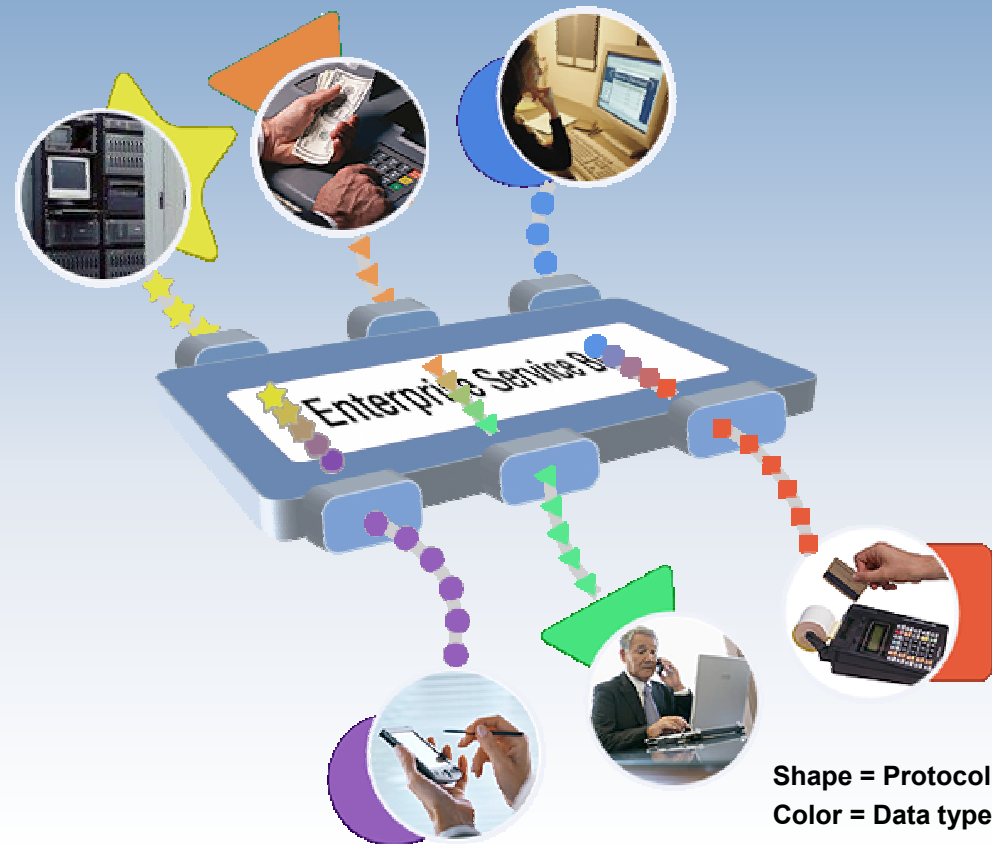 Enterprise Service B
Shape = Protocol
Color = Data type